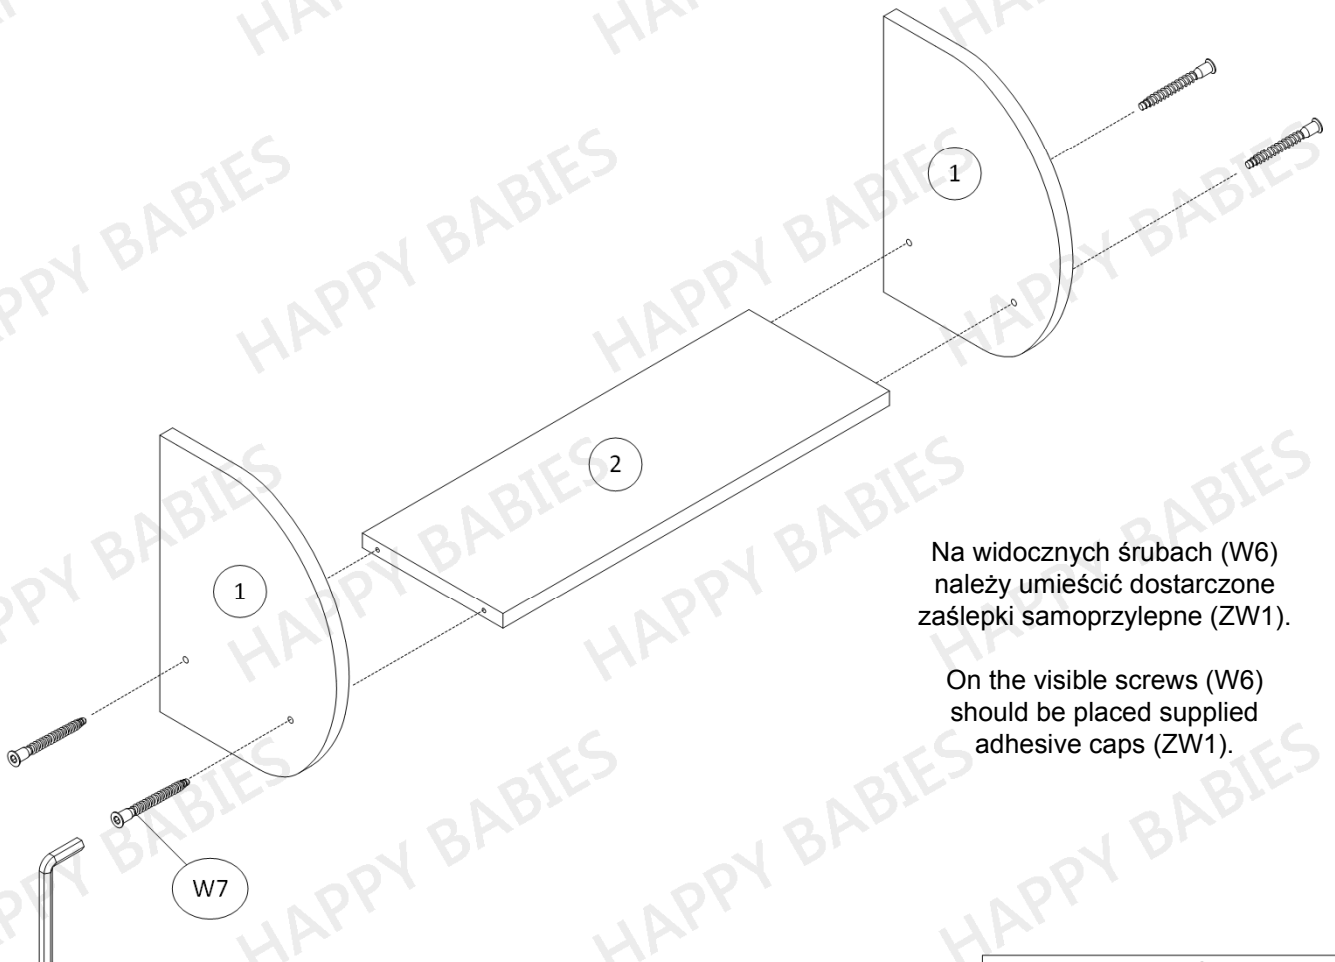 HAPPY BABIES
1
1
2
Na widocznych śrubach (W6)
należy umieścić dostarczone
zaślepki samoprzylepne (ZW1).
On the visible screws (W6)
should be placed supplied
adhesive caps (ZW1).
W7